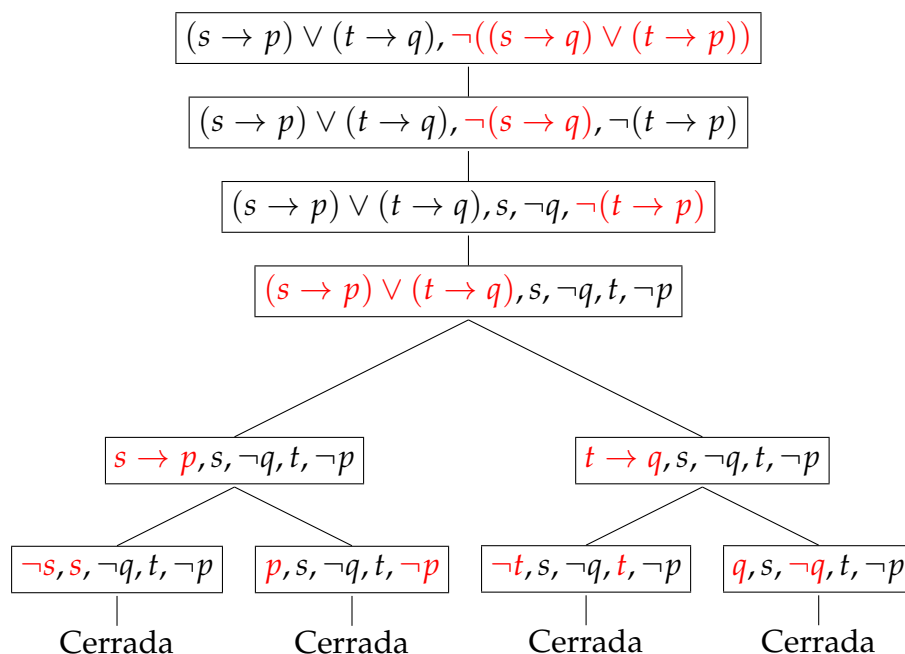 (s → p) ∨ (t → q), ¬((s → q) ∨ (t → p))
(s → p) ∨ (t → q), ¬(s → q), ¬(t → p)
(s → p) ∨ (t → q), s, ¬q, ¬(t → p)
(s → p) ∨ (t → q), s, ¬q, t, ¬p
s → p, s, ¬q, t, ¬p
t → q, s, ¬q, t, ¬p
¬s, s, ¬q, t, ¬p
p, s, ¬q, t, ¬p
¬t, s, ¬q, t, ¬p
q, s, ¬q, t, ¬p
Cerrada
Cerrada
Cerrada
Cerrada